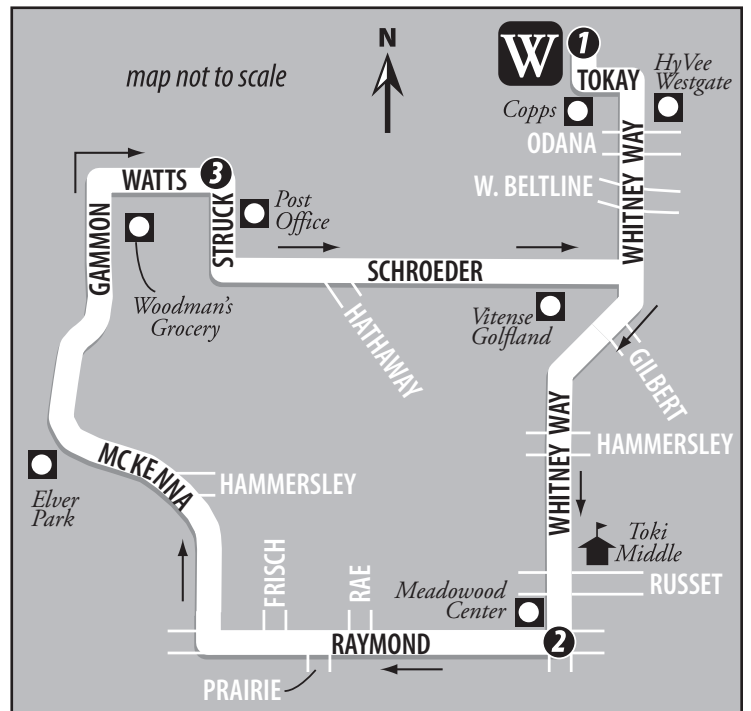 N
map not to scale
W
1
TOKAY
HyVee
Westgate
Copps
ODANA
W. BELTLINE
WHITNEY WAY
WATTS
3
Post
Office
STRUCK
GAMMON
Woodman's
Grocery
SCHROEDER
HATHAWAY
Vitense
Golfland
GILBERT
WHITNEY WAY
HAMMERSLEY
MCKENNA
HAMMERSLEY
Elver
Park
Toki
Middle
FRISCH
RAE
Meadowood
Center
RUSSET
RAYMOND
2
PRAIRIE